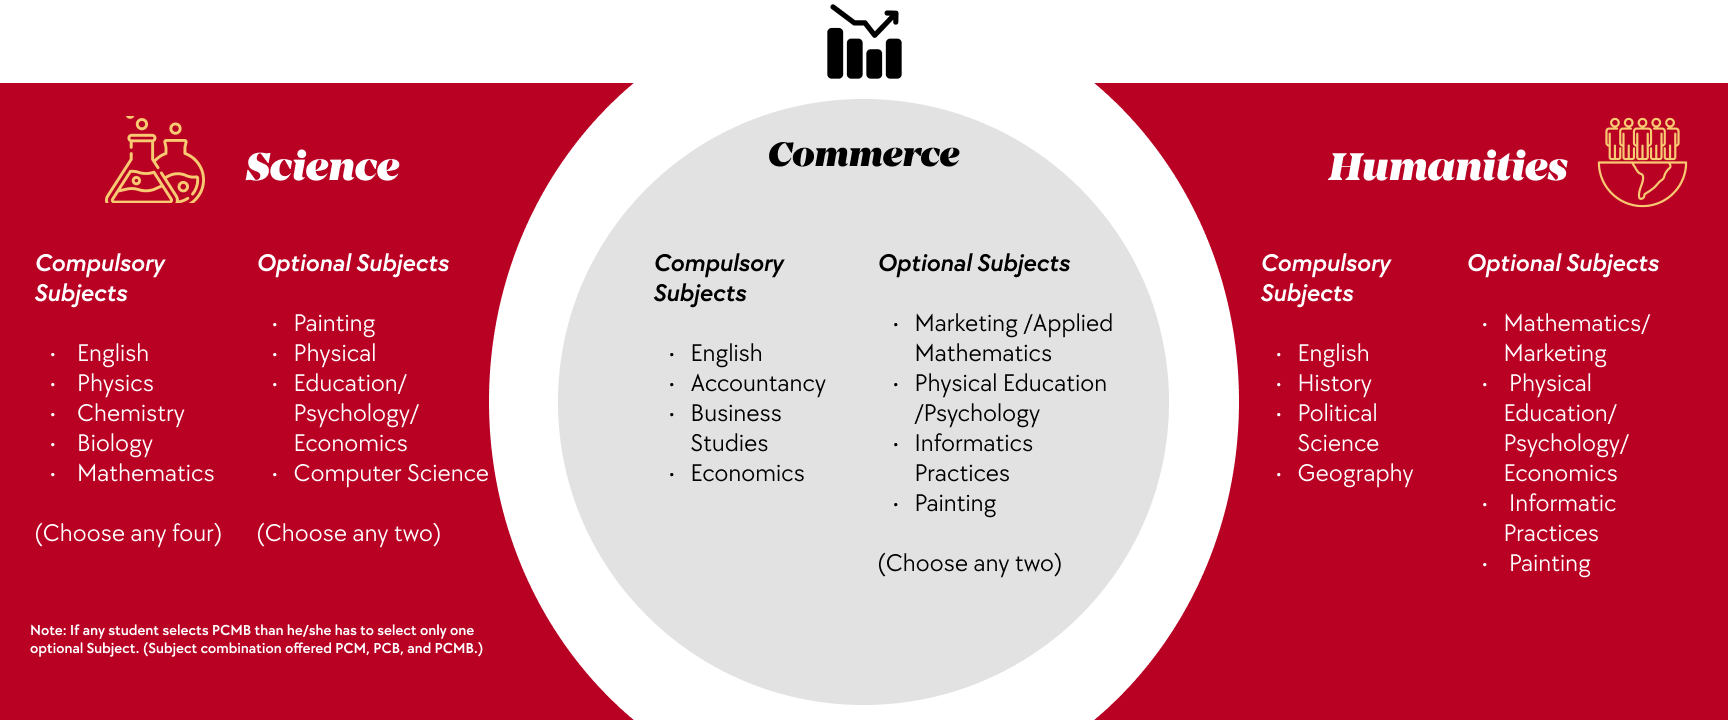 Science
Compulsory
Subjects
· English
· Physics
· Chemistry
· Biology
· Mathematics
(Choose any four)
Optional Subjects
· Painting
· Physical
· Education/
Psychology/
Economics
· Computer Science
(Choose any two)
Note: If any student selects PCMB than he/she has to select only one
optional Subject. (Subject combination offered PCM, PCB, and PCMB.)
Commerce
Compulsory
Subjects
· English
· Accountancy
· Business
Studies
· Economics
Optional Subjects
· Marketing /Applied
Mathematics
· Physical Education
/Psychology
· Informatics
Practices
· Painting
(Choose any two)
Humanities
Compulsory
Subjects
· English
· History
· Political
Science
· Geography
Optional Subjects
· Mathematics/
Marketing
· Physical
Education/
Psychology/
Economics
· Informatic
Practices
· Painting